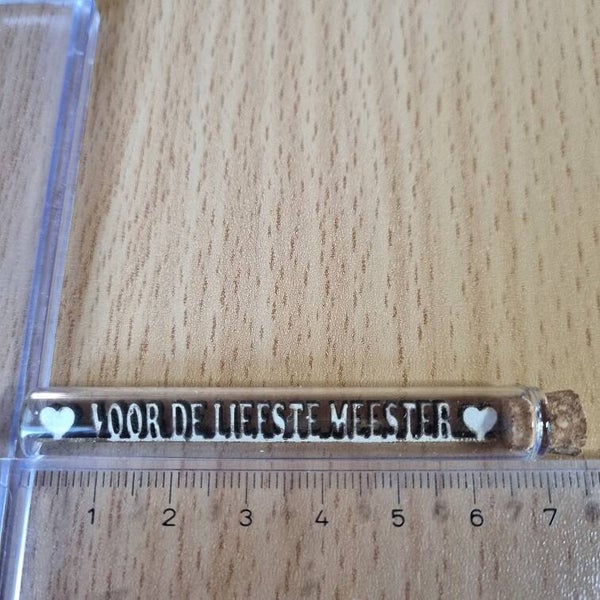 ♥ VOOR DE LIEFSTE MEESTER ♥
1 2 3 4 5 6 7